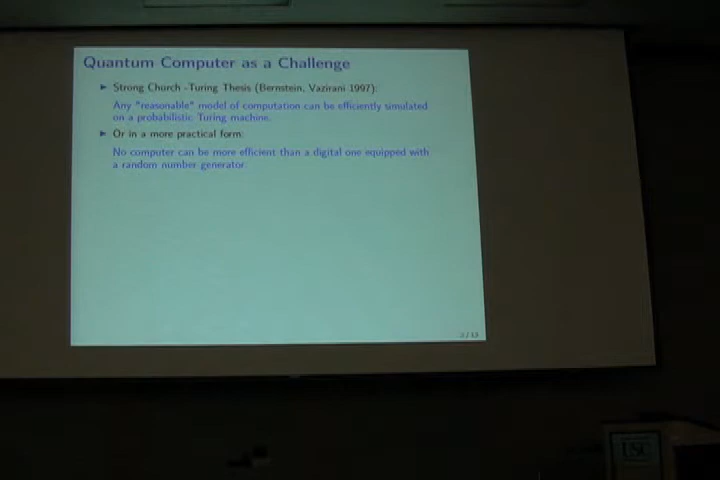 Quantum Computer as a Challenge
▶ Strong Church -Turing Thesis (Bernstein, Vazirani 1997):
Any "reasonable" model of computation can be efficiently simulated
on a probabilistic Turing machine.
▶ Or in a more practical form:
No computer can be more efficient than a digital one equipped with
a random number generator.
USC